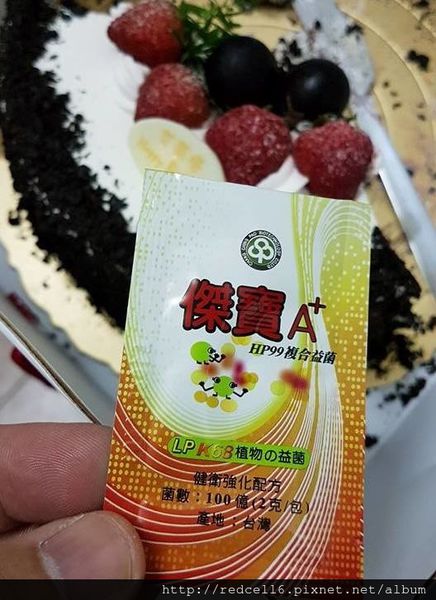 傑寶A+
HP99複合益菌
LP K68植物の益菌
健衛強化配方
菌數：100億(2克/包)
產地：台灣
http://redcell6.pixnet.net/album